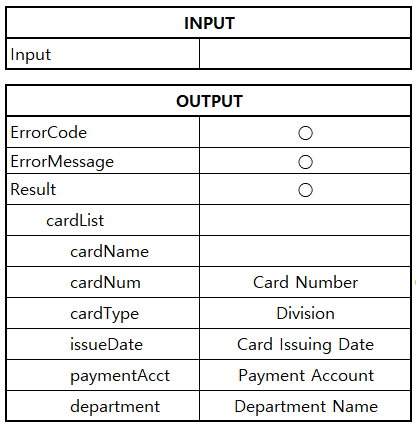 INPUT
Input
OUTPUT
ErrorCode ○
ErrorMessage ○
Result ○
cardList
cardName
cardNum Card Number
cardType Division
issueDate Card Issuing Date
paymentAcct Payment Account
department Department Name